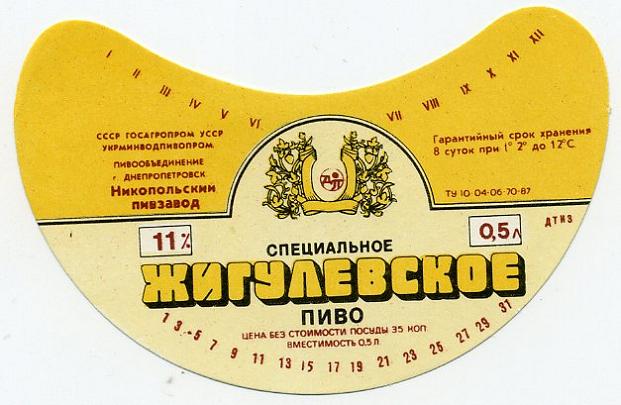 I II III IV V VI VII VIII IX X XI XII
СССР ГОСАГРОПРОМ УССР
УКРМИНВОДПИВОПРОМ
ПИВООБЪЕДИНЕНИЕ
г. ДНЕПРОПЕТРОВСК
Никопольский
пивзавод
Гарантийный срок хранения
8 суток при 1° 2° до 12°С
ТУ 10-04-06-70-87
ДТИЗ
11%
0,5 л
СПЕЦИАЛЬНОЕ
ЖИГУЛЕВСКОЕ
ПИВО
ЦЕНА БЕЗ СТОИМОСТИ ПОСУДЫ 35 КОП.
ВМЕСТИМОСТЬ 0,5 Л.
1 3 5 7 9 11 13 15 17 19 21 23 25 27 29 31